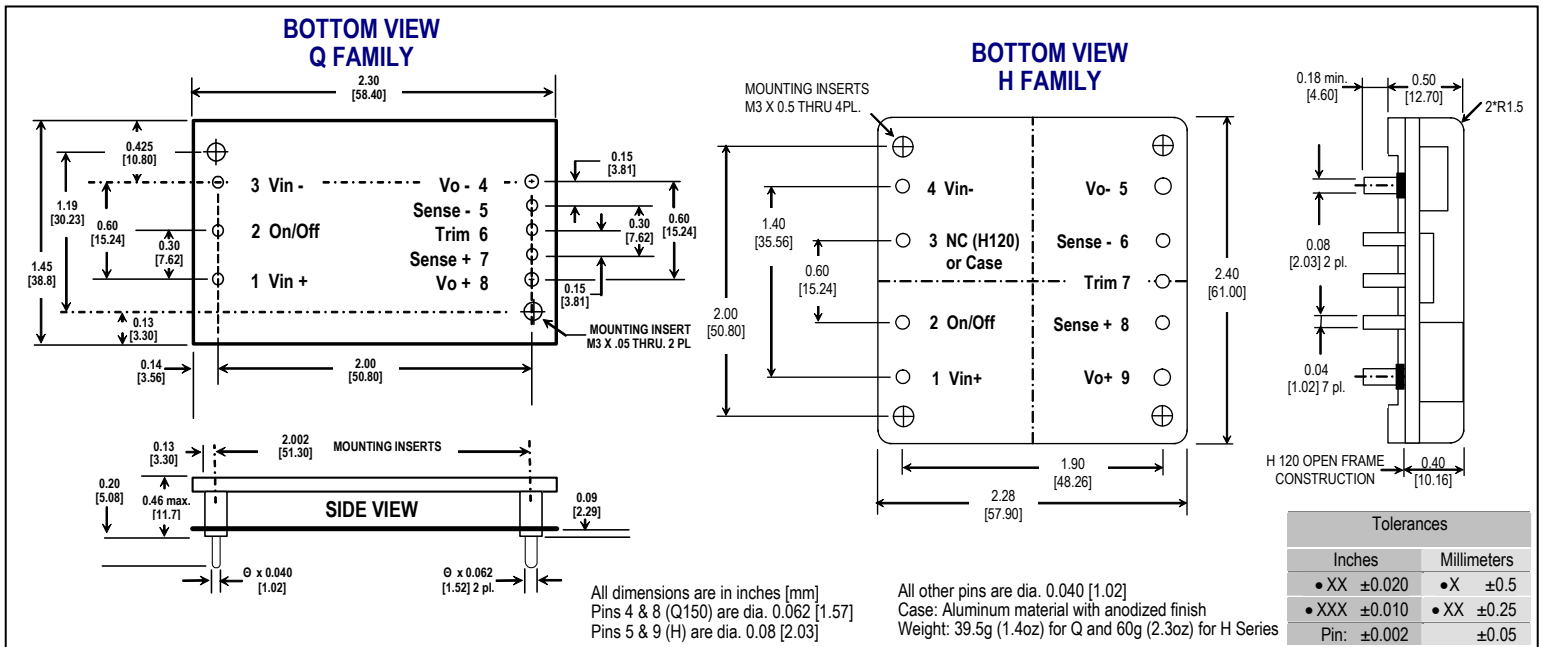 BOTTOM VIEW
Q FAMILY
2.30
[58.40]
0.425
[10.80]
1.19
[30.23]
0.60
[15.24]
0.30
[7.62]
1.45
[38.8]
0.13
[3.30]
0.14
[3.56]
2.00
[50.80]
3 Vin -
2 On/Off
1 Vin +
Vo - 4
Sense - 5
Trim 6
Sense + 7
Vo + 8
0.15
[3.81]
0.30
[7.62]
0.60
[15.24]
0.15
[3.81]
MOUNTING INSERT
M3 X .05 THRU. 2 PL
0.13
[3.30]
2.002
[51.30]
MOUNTING INSERTS
0.20
[5.08]
0.46 max.
[11.7]
SIDE VIEW
0.09
[2.29]
Θ x 0.040
[1.02]
Θ x 0.062
[1.52] 2 pl.
BOTTOM VIEW
H FAMILY
MOUNTING INSERTS
M3 X 0.5 THRU 4PL.
4 Vin-
3 NC (H120)
or Case
2 On/Off
1 Vin+
Vo- 5
Sense - 6
Trim 7
Sense + 8
Vo+ 9
1.40
[35.56]
0.60
[15.24]
2.00
[50.80]
2.40
[61.00]
1.90
[48.26]
2.28
[57.90]
0.18 min.
[4.60]
0.50
[12.70]
2*R1.5
0.08
[2.03] 2 pl.
0.04
[1.02] 7 pl.
H 120 OPEN FRAME
CONSTRUCTION
0.40
[10.16]
All dimensions are in inches [mm]
Pins 4 & 8 (Q150) are dia. 0.062 [1.57]
Pins 5 & 9 (H) are dia. 0.08 [2.03]
All other pins are dia. 0.040 [1.02]
Case: Aluminum material with anodized finish
Weight: 39.5g (1.4oz) for Q and 60g (2.3oz) for H Series
Tolerances
Inches Millimeters
• XX ±0.020 •X ±0.5
• XXX ±0.010 • XX ±0.25
Pin: ±0.002 ±0.05